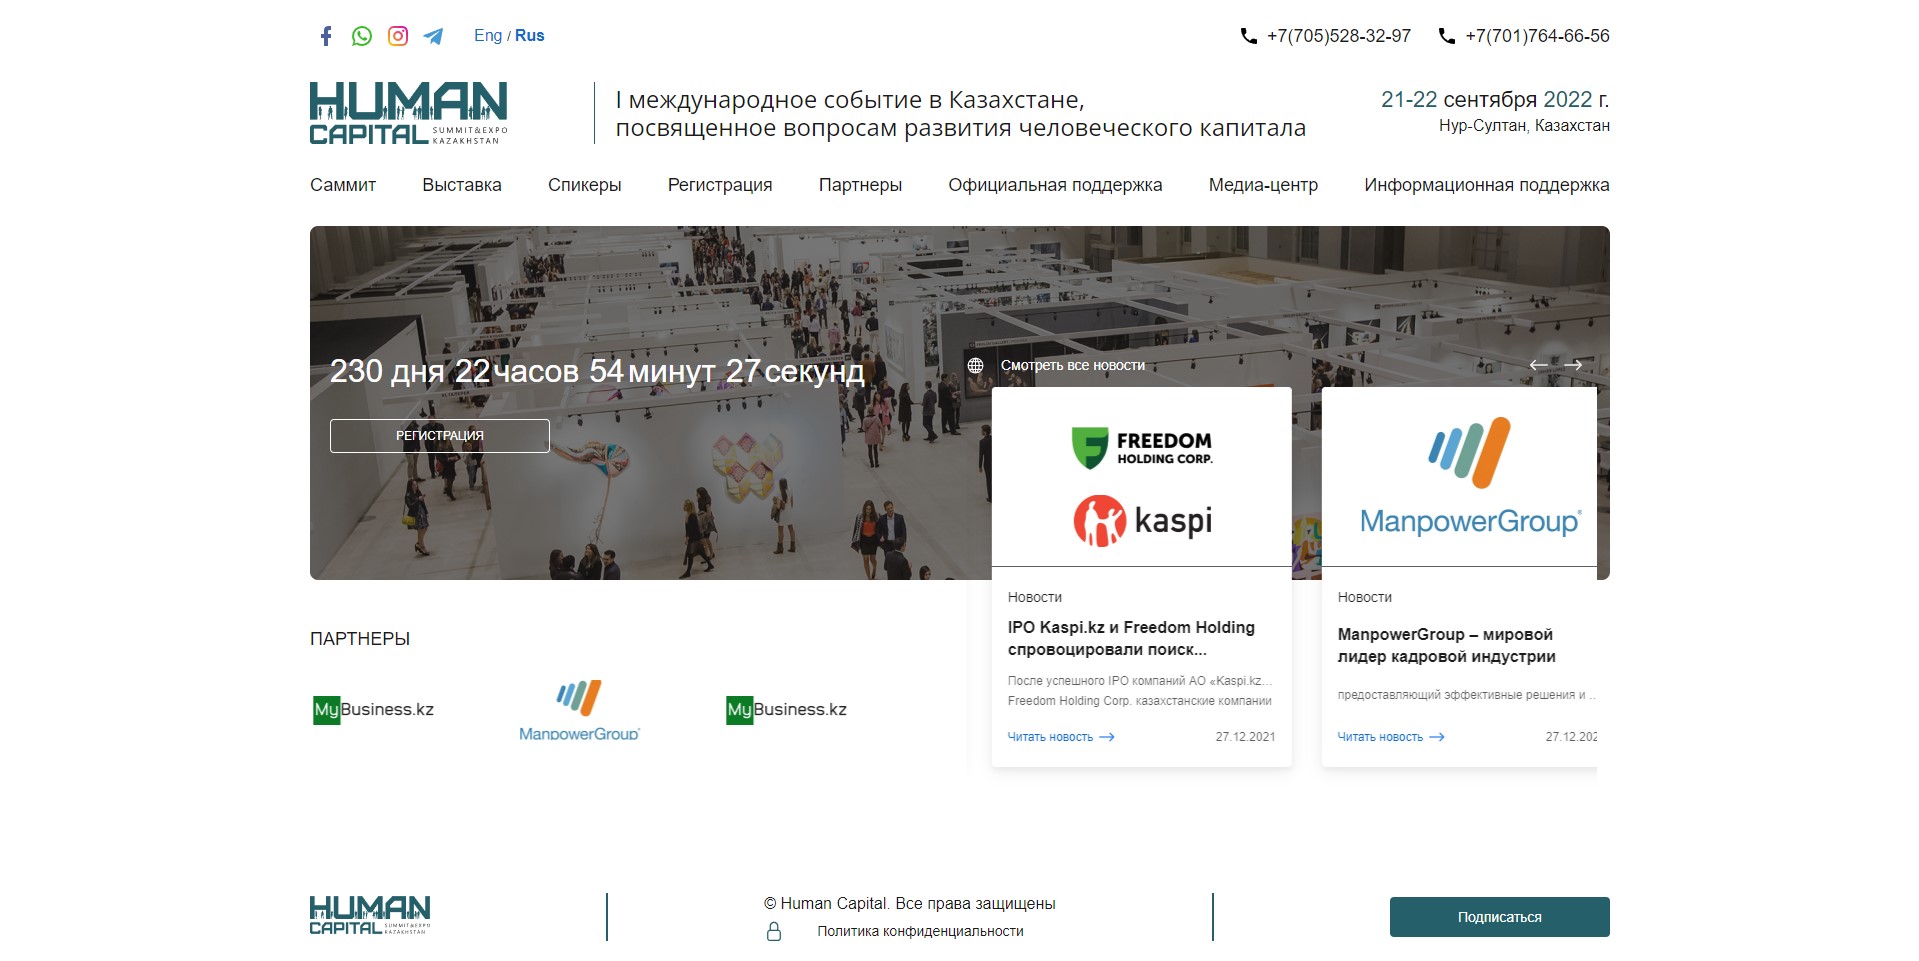 Eng / Rus
+7(705)528-32-97
+7(701)764-66-56
HUMAN
CAPITAL SUMMIT&EXPO
KAZAKHSTAN
I международное событие в Казахстане,
посвященное вопросам развития человеческого капитала
21-22 сентября 2022 г.
Нур-Султан, Казахстан
Саммит
Выставка
Спикеры
Регистрация
Партнеры
Официальная поддержка
Медиа-центр
Информационная поддержка
230 дня 22 часов 54 минут 27 секунд
РЕГИСТРАЦИЯ
Смотреть все новости
FREEDOM
HOLDING CORP.
kaspi
Новости
IPO Kaspi.kz и Freedom Holding
спровоцировали поиск...
После успешного IPO компаний АО «Kaspi.kz...
Freedom Holding Corp. казахстанские компании
Читать новость
27.12.2021
ManpowerGroup
Новости
ManpowerGroup – мировой
лидер кадровой индустрии
предоставляющий эффективные решения и ...
Читать новость
27.12.202
ПАРТНЕРЫ
MyBusiness.kz
ManpowerGroup
MyBusiness.kz
HUMAN
CAPITAL SUMMIT&EXPO
KAZAKHSTAN
© Human Capital. Все права защищены
Политика конфиденциальности
Подписаться